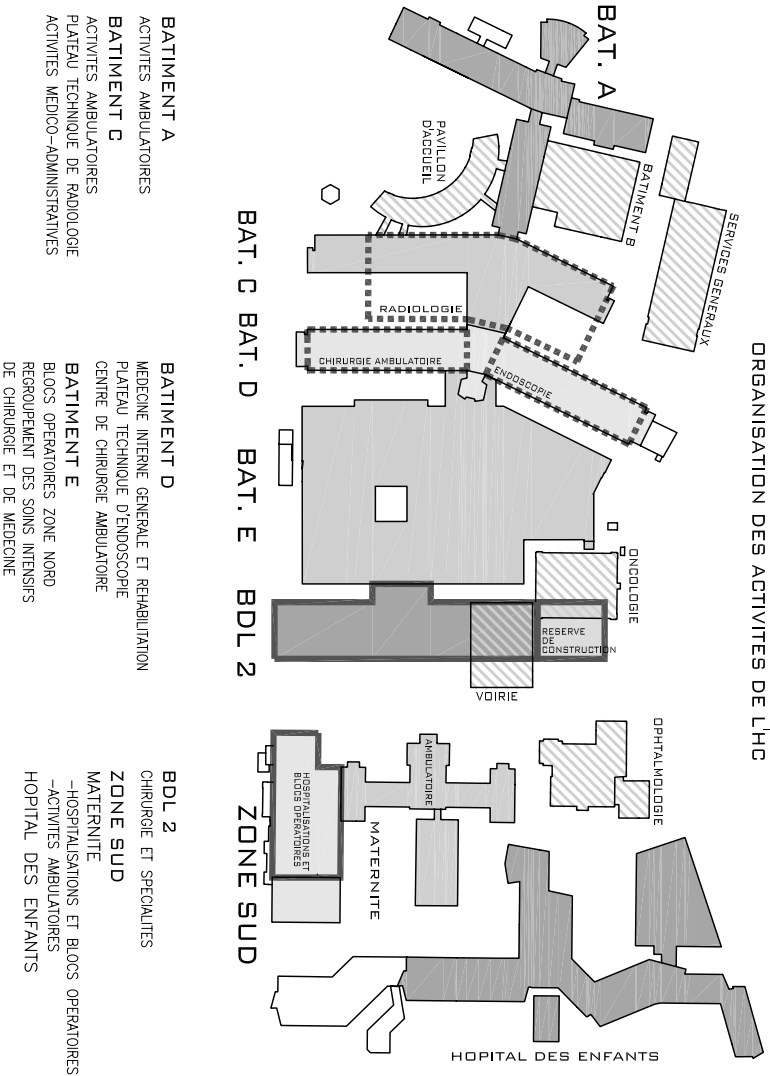 ORGANISATION DES ACTIVITES DE L'HC
BAT. A
BATIMENT B
SERVICES GENERAUX
PAVILLON
D'ACCUEIL
RADIOLOGIE
CHIRURGIE AMBULATOIRE
ENDOSCOPIE
ONCOLOGIE
RESERVE
DE
CONSTRUCTION
VOIRIE
OPHTALMOLOGIE
AMBULATOIRE
HOSPITALISATIONS ET
BLOCS OPERATOIRES
MATERNITE
HOPITAL DES ENFANTS
BAT. C
BAT. D
BAT. E
BDL 2
ZONE SUD
BATIMENT A
ACTIVITES AMBULATOIRES
BATIMENT C
ACTIVITES AMBULATOIRES
PLATEAU TECHNIQUE DE RADIOLOGIE
ACTIVITES MEDICO-ADMINISTRATIVES
BATIMENT D
MEDECINE INTERNE GENERALE ET REHABILITATION
PLATEAU TECHNIQUE D'ENDOSCOPIE
CENTRE DE CHIRURGIE AMBULATOIRE
BATIMENT E
BLOCS OPERATOIRES ZONE NORD
REGROUPEMENT DES SOINS INTENSIFS
DE CHIRURGIE ET DE MEDECINE
BDL 2
CHIRURGIE ET SPECIALITES
ZONE SUD
MATERNITE
-HOSPITALISATIONS ET BLOCS OPERATOIRES
-ACTIVITES AMBULATOIRES
HOPITAL DES ENFANTS